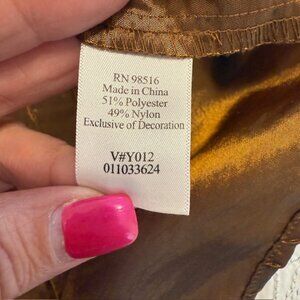 RN 98516
Made in China
51% Polyester
49% Nylon
Exclusive of Decoration
V#Y012
011033624